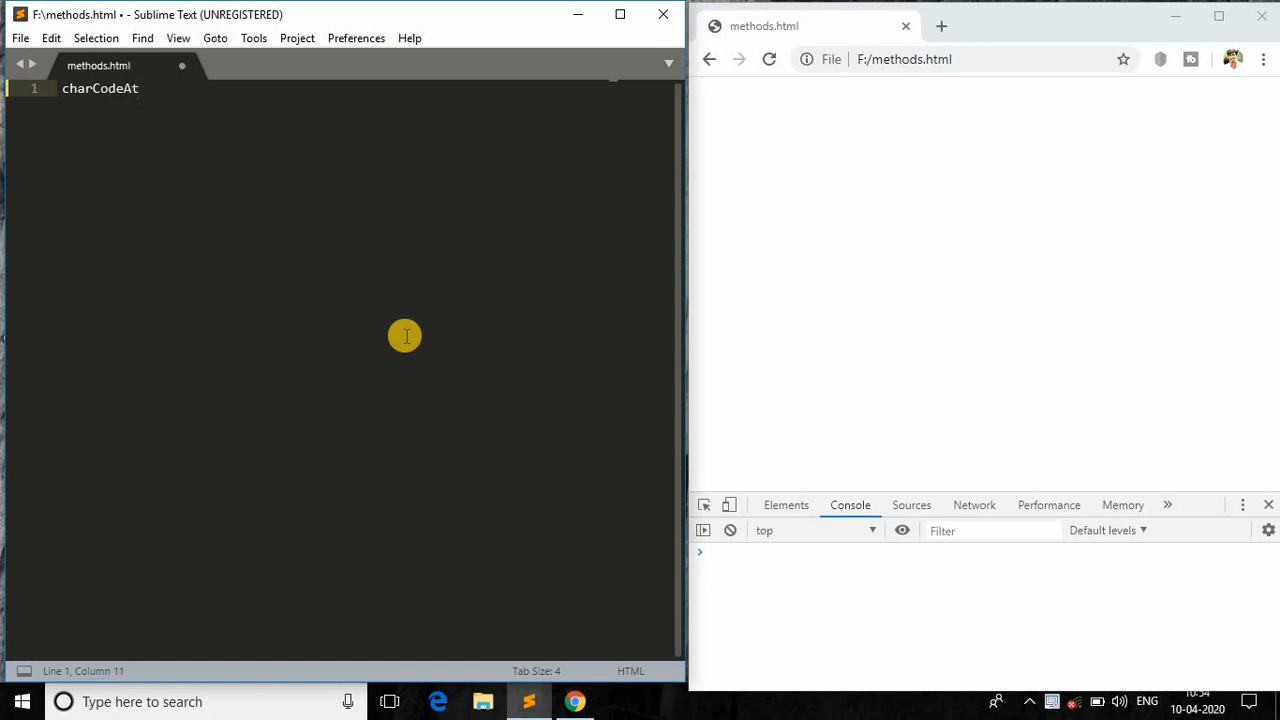 F:\methods.html • - Sublime Text (UNREGISTERED)
File Edit Selection Find View Goto Tools Project Preferences Help
methods.html
1 charCodeAt
Line 1, Column 11 Tab Size: 4 HTML
methods.html
File F:/methods.html
Elements Console Sources Network Performance Memory
top Filter Default levels
Type here to search
ENG
10:54
10-04-2020